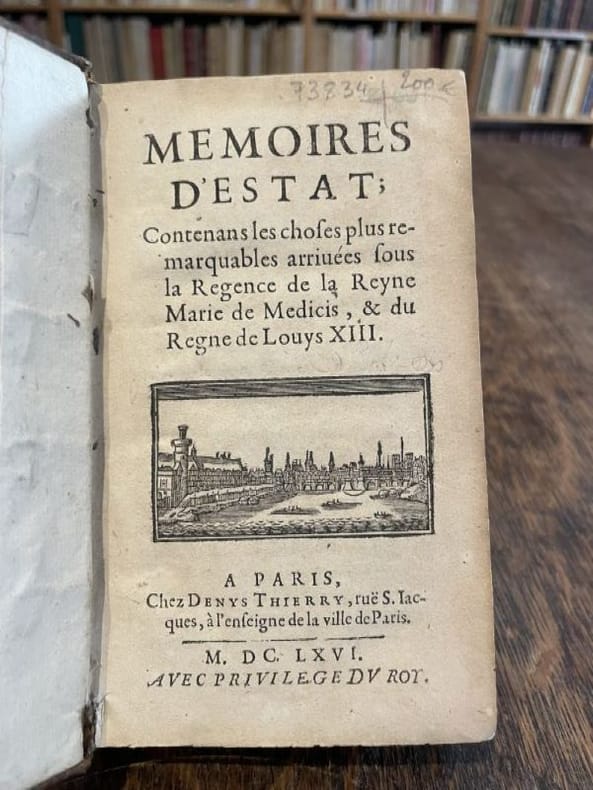 73834 200 €
MEMOIRES
D'ESTAT;
Contenans les choſes plus re-
marquables arriuées ſous
la Regence de la Reyne
Marie de Medicis, & du
Regne de Louys XIII.
A PARIS,
Chez DENYS THIERRY, ruë S. Iac-
ques, à l'enſeigne de la ville de Paris.
M. DC. LXVI.
AVEC PRIVILEGE DV ROY.